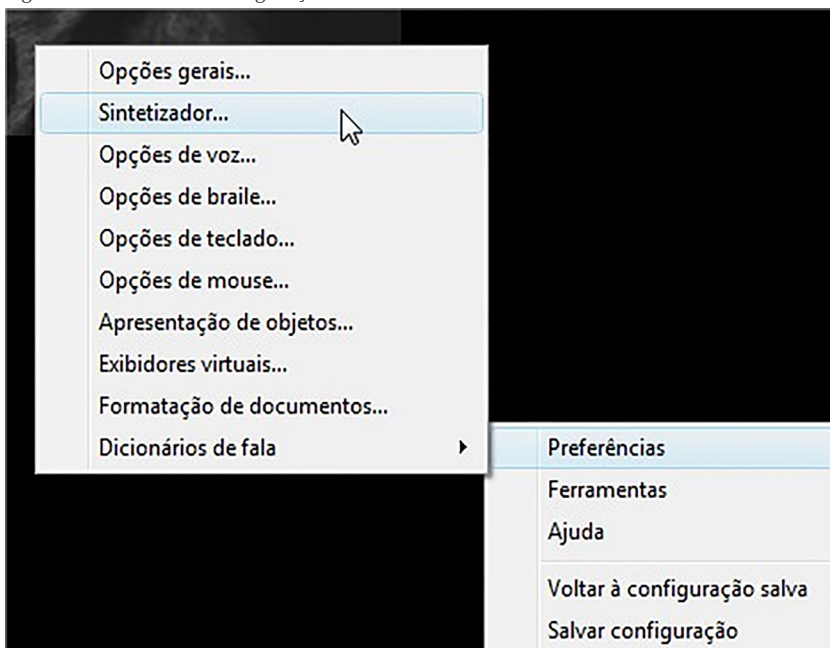 Opções gerais...
Sintetizador...
Opções de voz...
Opções de braile...
Opções de teclado...
Opções de mouse...
Apresentação de objetos...
Exibidores virtuais...
Formatação de documentos...
Dicionários de fala
Preferências
Ferramentas
Ajuda
Voltar à configuração salva
Salvar configuração